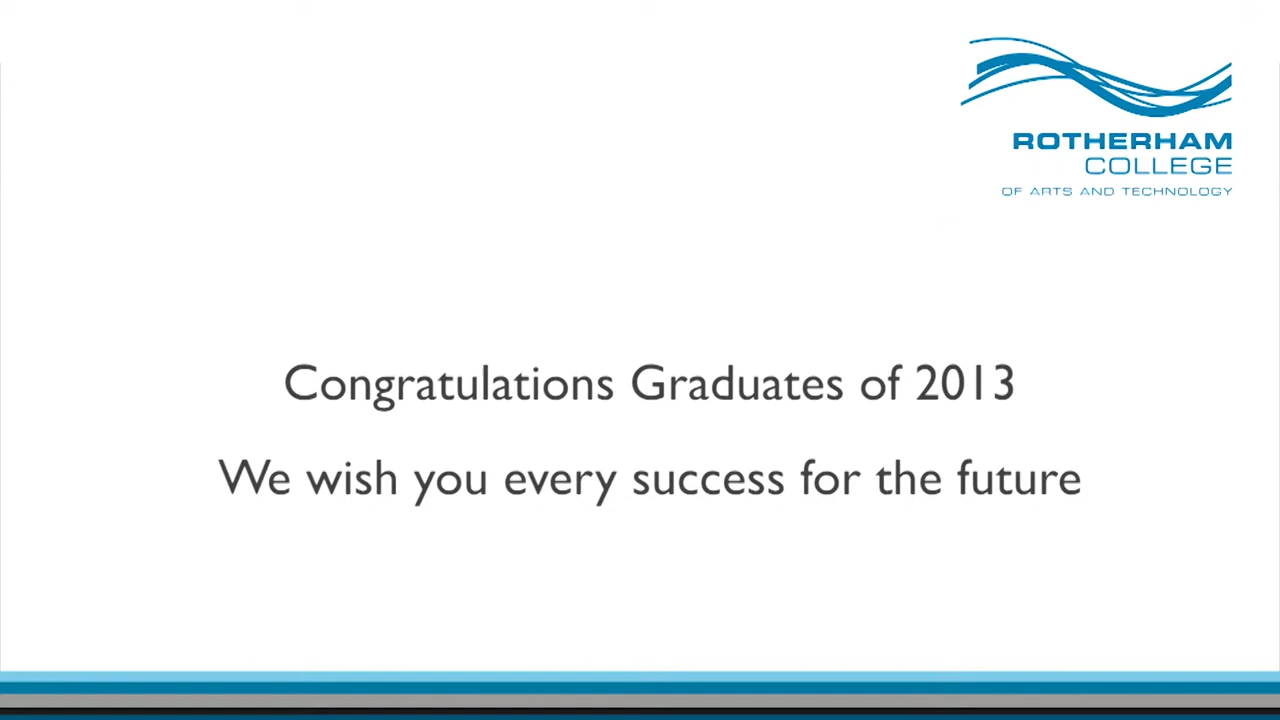 ROTHERHAM
COLLEGE
OF ARTS AND TECHNOLOGY
Congratulations Graduates of 2013
We wish you every success for the future